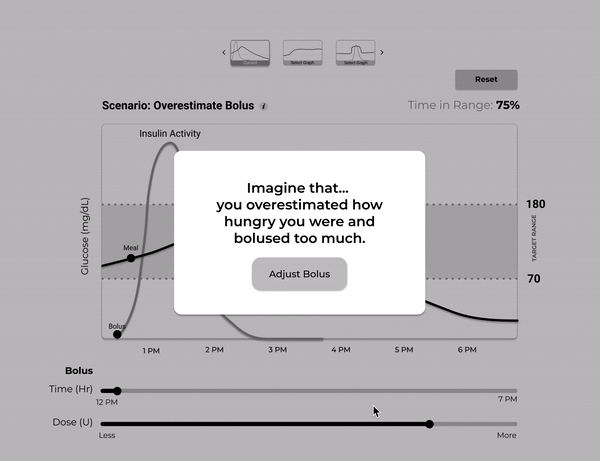 Current
Select Graph
Select Graph
Reset
Scenario: Overestimate Bolus i
Time in Range: 75%
Insulin Activity
Glucose (mg/dL)
180
TARGET RANGE
70
Meal
Bolus
Imagine that...
you overestimated how
hungry you were and
bolused too much.
Adjust Bolus
1 PM 2 PM 3 PM 4 PM 5 PM 6 PM
Bolus
Time (Hr)
12 PM 7 PM
Dose (U)
Less More